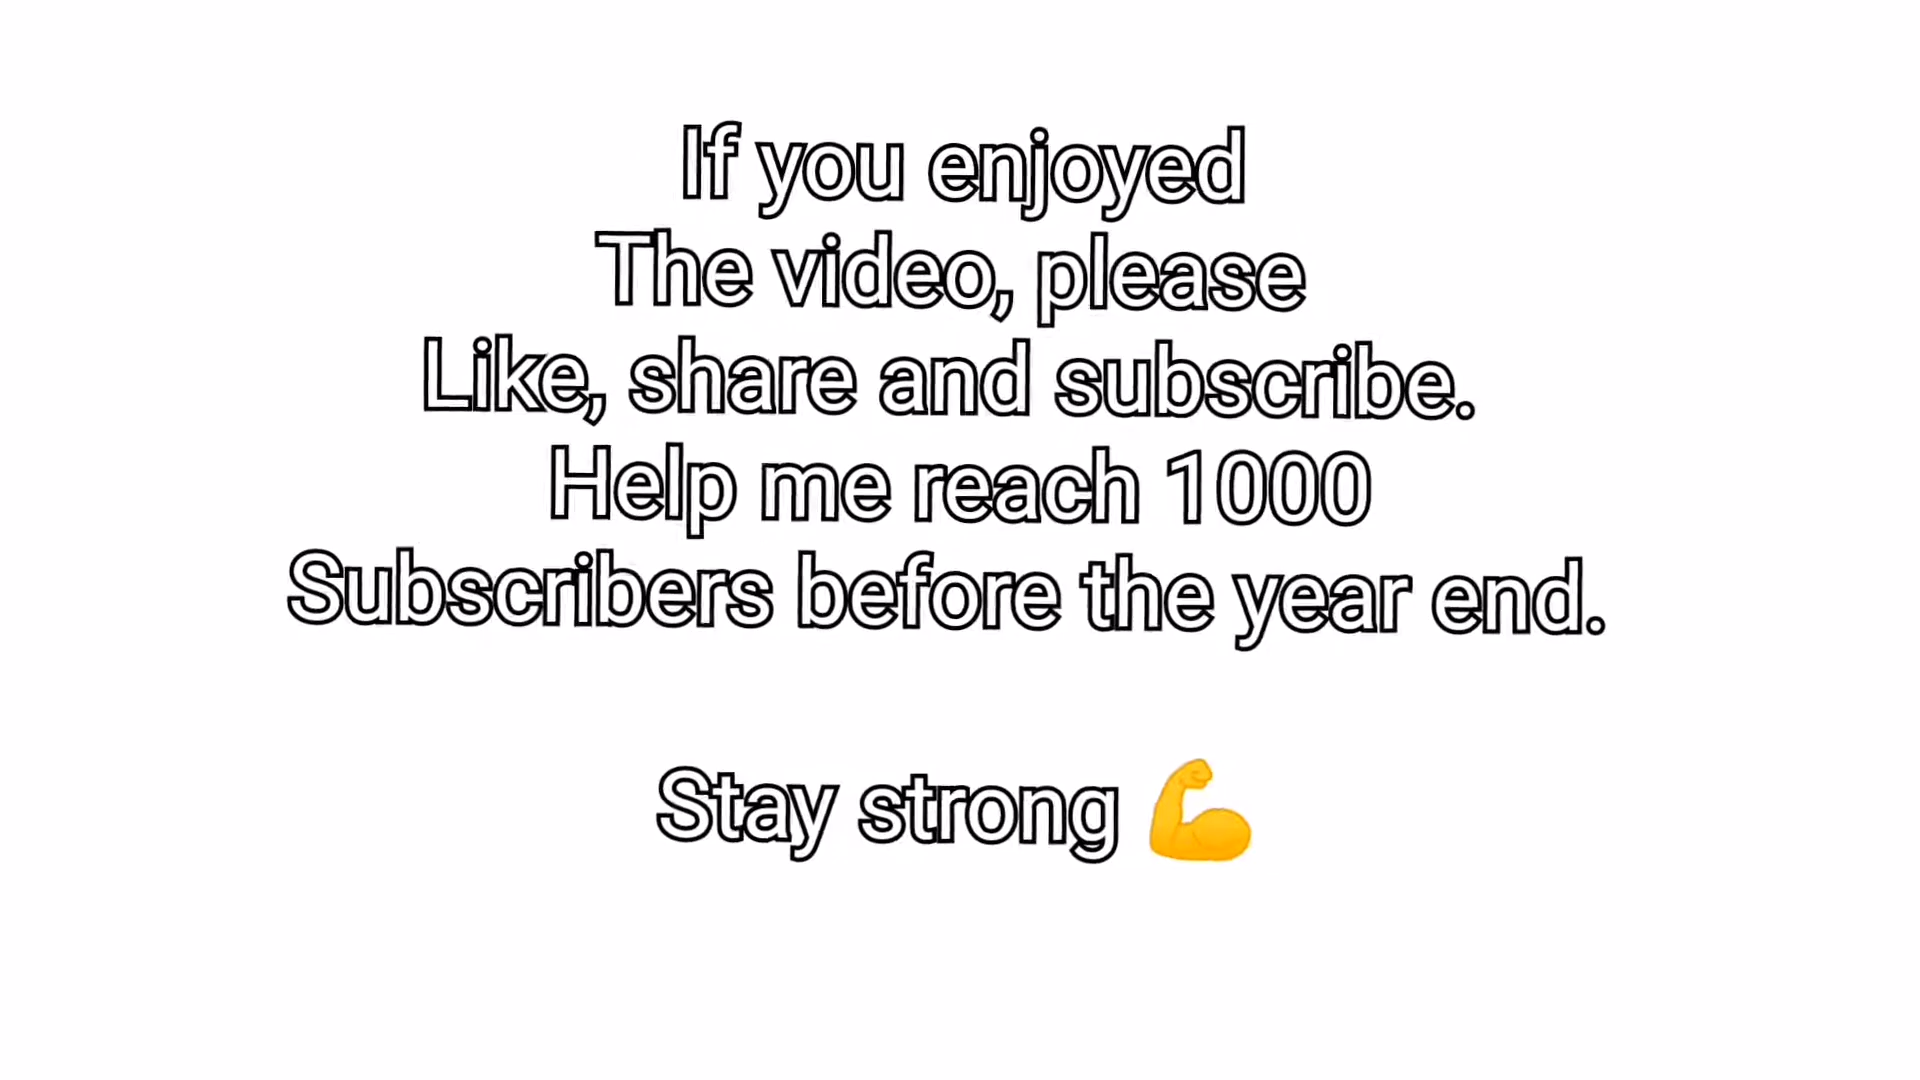 If you enjoyed
The video, please
Like, share and subscribe.
Help me reach 1000
Subscribers before the year end.
Stay strong 💪